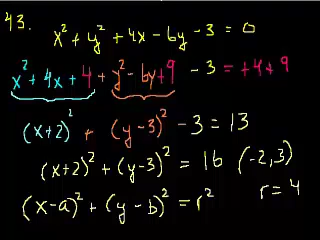 43. x² + y² + 4x - 6y - 3 = 0
x² + 4x + 4 + y² - 6y + 9 - 3 = +4+9
(x+2)² + (y-3)² - 3 = 13
(x+2)² + (y-3)² = 16 (-2,3)
(x-a)² + (y-b)² = r² r = 4